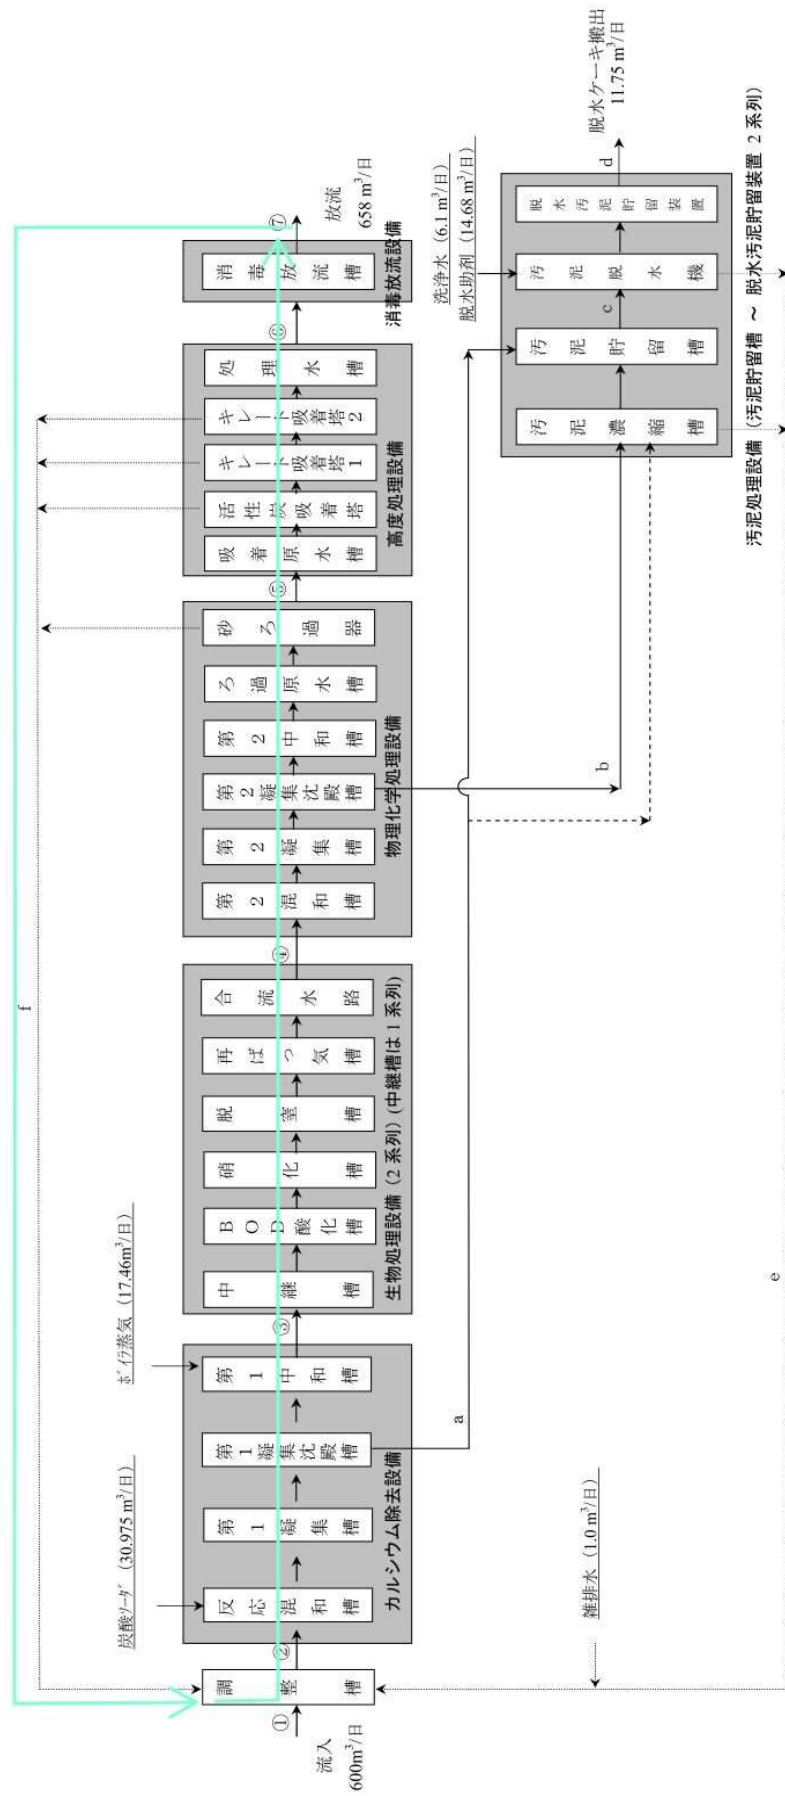 流入
600m³/日
①
調整槽
②
炭酸ソーダ (30.975 m³/日)
反応混和槽
第1凝集槽
第1凝集沈殿槽
第1中和槽
カルシウム除去設備
ボイラ蒸気 (17.46m³/日)
③
中継槽
BOD酸化槽
硝化槽
脱窒槽
再ばっ気槽
合流水路
生物処理設備 (2系列) (中継槽は1系列)
④
第2混和槽
第2凝集槽
第2凝集沈殿槽
第2中和槽
ろ過原水槽
砂ろ過器
物理化学処理設備
⑤
吸着原水槽
活性炭吸着塔
キレート吸着塔1
キレート吸着塔2
処理水槽
高度処理設備
⑥
消毒放流槽
消毒放流設備
⑦
放流
658 m³/日
f
a
b
汚泥濃縮槽
汚泥貯留槽
c
汚泥脱水機
脱水汚泥貯留装置
d
洗浄水 (6.1 m³/日)
脱水助剤 (14.68 m³/日)
脱水ケーキ搬出
11.75 m³/日
汚泥処理設備 (汚泥貯留槽 ~ 脱水汚泥貯留装置 2系列)
雑排水 (1.0 m³/日)
e